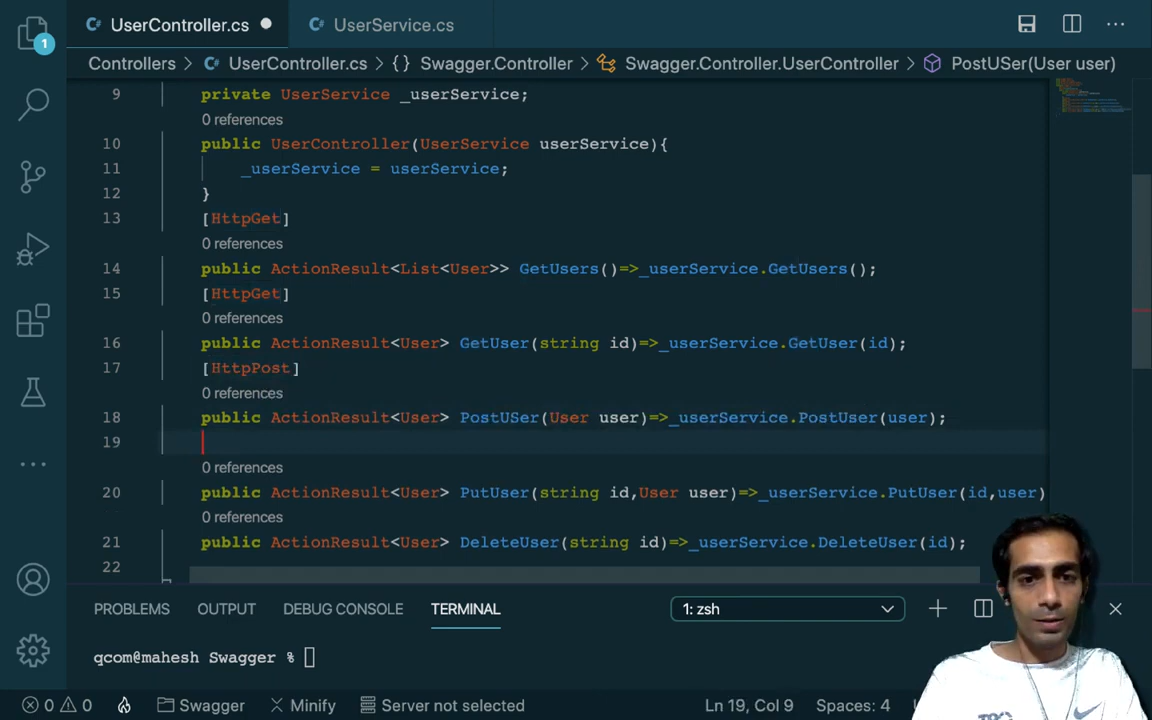 UserController.cs
UserService.cs
1
Controllers > UserController.cs > {} Swagger.Controller > Swagger.Controller.UserController > PostUSer(User user)
9 private UserService _userService;
0 references
10 public UserController(UserService userService){
11 _userService = userService;
12 }
13 [HttpGet]
0 references
14 public ActionResult<List<User>> GetUsers()=>_userService.GetUsers();
15 [HttpGet]
0 references
16 public ActionResult<User> GetUser(string id)=>_userService.GetUser(id);
17 [HttpPost]
0 references
18 public ActionResult<User> PostUSer(User user)=>_userService.PostUser(user);
19
0 references
20 public ActionResult<User> PutUser(string id,User user)=>_userService.PutUser(id,user)
0 references
21 public ActionResult<User> DeleteUser(string id)=>_userService.DeleteUser(id);
22
PROBLEMS OUTPUT DEBUG CONSOLE TERMINAL 1: zsh
qcom@mahesh Swagger %
0 0 Swagger Minify Server not selected Ln 19, Col 9 Spaces: 4